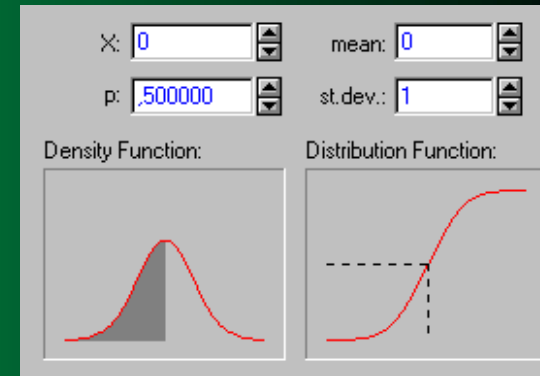 X: 0 mean: 0
p: ,500000 st.dev.: 1
Density Function: Distribution Function: